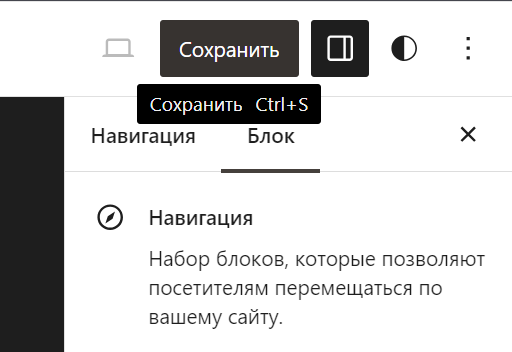 Сохранить
Сохранить Ctrl+S
Навигация Блок
Навигация
Набор блоков, которые позволяют
посетителям перемещаться по
вашему сайту.